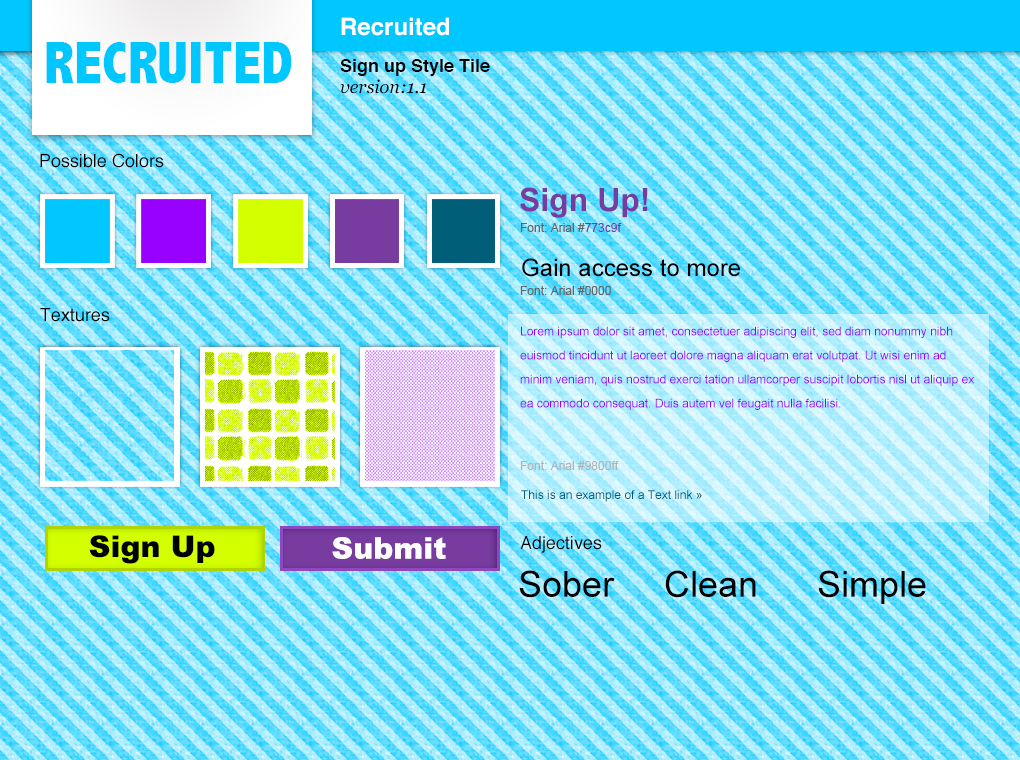 RECRUITED
Recruited
Sign up Style Tile
version:1.1
Possible Colors
Textures
Sign Up
Submit
Sign Up!
Font: Arial #773c9f
Gain access to more
Font: Arial #0000
Lorem ipsum dolor sit amet, consectetuer adipiscing elit, sed diam nonummy nibh
euismod tincidunt ut laoreet dolore magna aliquam erat volutpat. Ut wisi enim ad
minim veniam, quis nostrud exerci tation ullamcorper suscipit lobortis nisl ut aliquip ex
ea commodo consequat. Duis autem vel feugait nulla facilisi.
Font: Arial #9800ff
This is an example of a Text link »
Adjectives
Sober Clean Simple